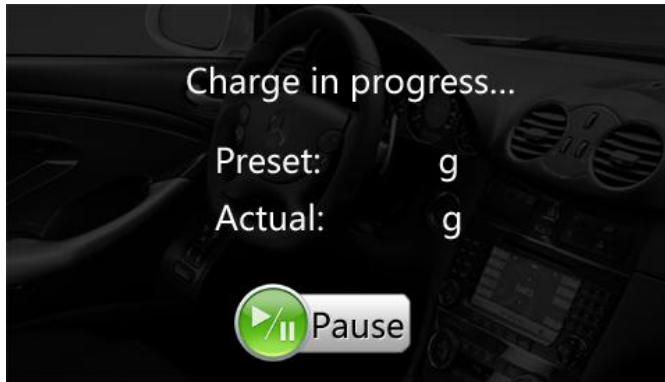 Charge in progress...
Preset: g
Actual: g
Pause